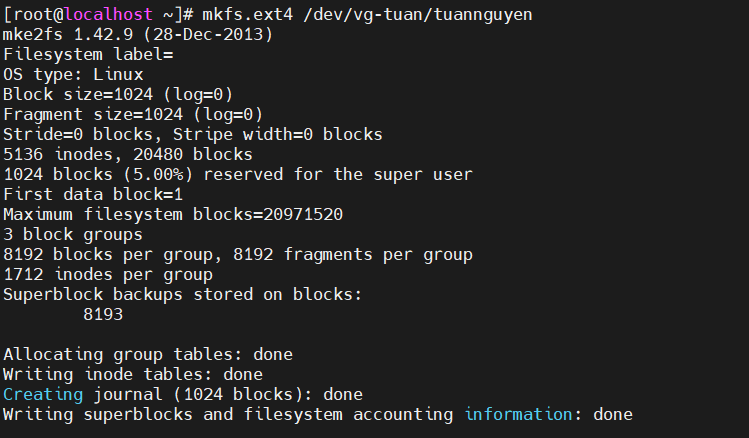 [root@localhost ~]# mkfs.ext4 /dev/vg-tuan/tuannguyen
mke2fs 1.42.9 (28-Dec-2013)
Filesystem label=
OS type: Linux
Block size=1024 (log=0)
Fragment size=1024 (log=0)
Stride=0 blocks, Stripe width=0 blocks
5136 inodes, 20480 blocks
1024 blocks (5.00%) reserved for the super user
First data block=1
Maximum filesystem blocks=20971520
3 block groups
8192 blocks per group, 8192 fragments per group
1712 inodes per group
Superblock backups stored on blocks:
        8193

Allocating group tables: done
Writing inode tables: done
Creating journal (1024 blocks): done
Writing superblocks and filesystem accounting information: done